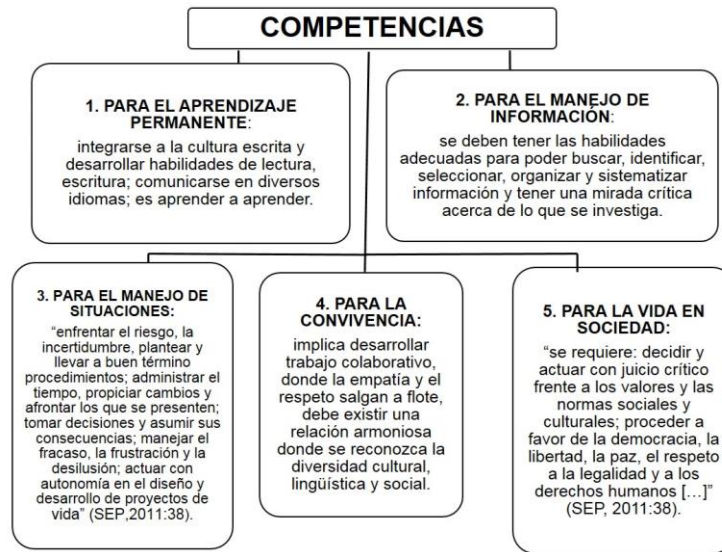 COMPETENCIAS
1. PARA EL APRENDIZAJE
PERMANENTE:
integrarse a la cultura escrita y
desarrollar habilidades de lectura,
escritura; comunicarse en diversos
idiomas; es aprender a aprender.
2. PARA EL MANEJO DE
INFORMACIÓN:
se deben tener las habilidades
adecuadas para poder buscar, identificar,
seleccionar, organizar y sistematizar
información y tener una mirada crítica
acerca de lo que se investiga.
3. PARA EL MANEJO DE
SITUACIONES:
“enfrentar el riesgo, la
incertidumbre, plantear y
llevar a buen término
procedimientos; administrar el
tiempo, propiciar cambios y
afrontar los que se presenten;
tomar decisiones y asumir sus
consecuencias; manejar el
fracaso, la frustración y la
desilusión; actuar con
autonomía en el diseño y
desarrollo de proyectos de
vida” (SEP,2011:38).
4. PARA LA
CONVIVENCIA:
implica desarrollar
trabajo colaborativo,
donde la empatía y el
respeto salgan a flote,
debe existir una
relación armoniosa
donde se reconozca la
diversidad cultural,
lingüística y social.
5. PARA LA VIDA EN
SOCIEDAD:
“se requiere: decidir y
actuar con juicio crítico
frente a los valores y las
normas sociales y
culturales; proceder a
favor de la democracia, la
libertad, la paz, el respeto
a la legalidad y a los
derechos humanos […]”
(SEP, 2011:38).